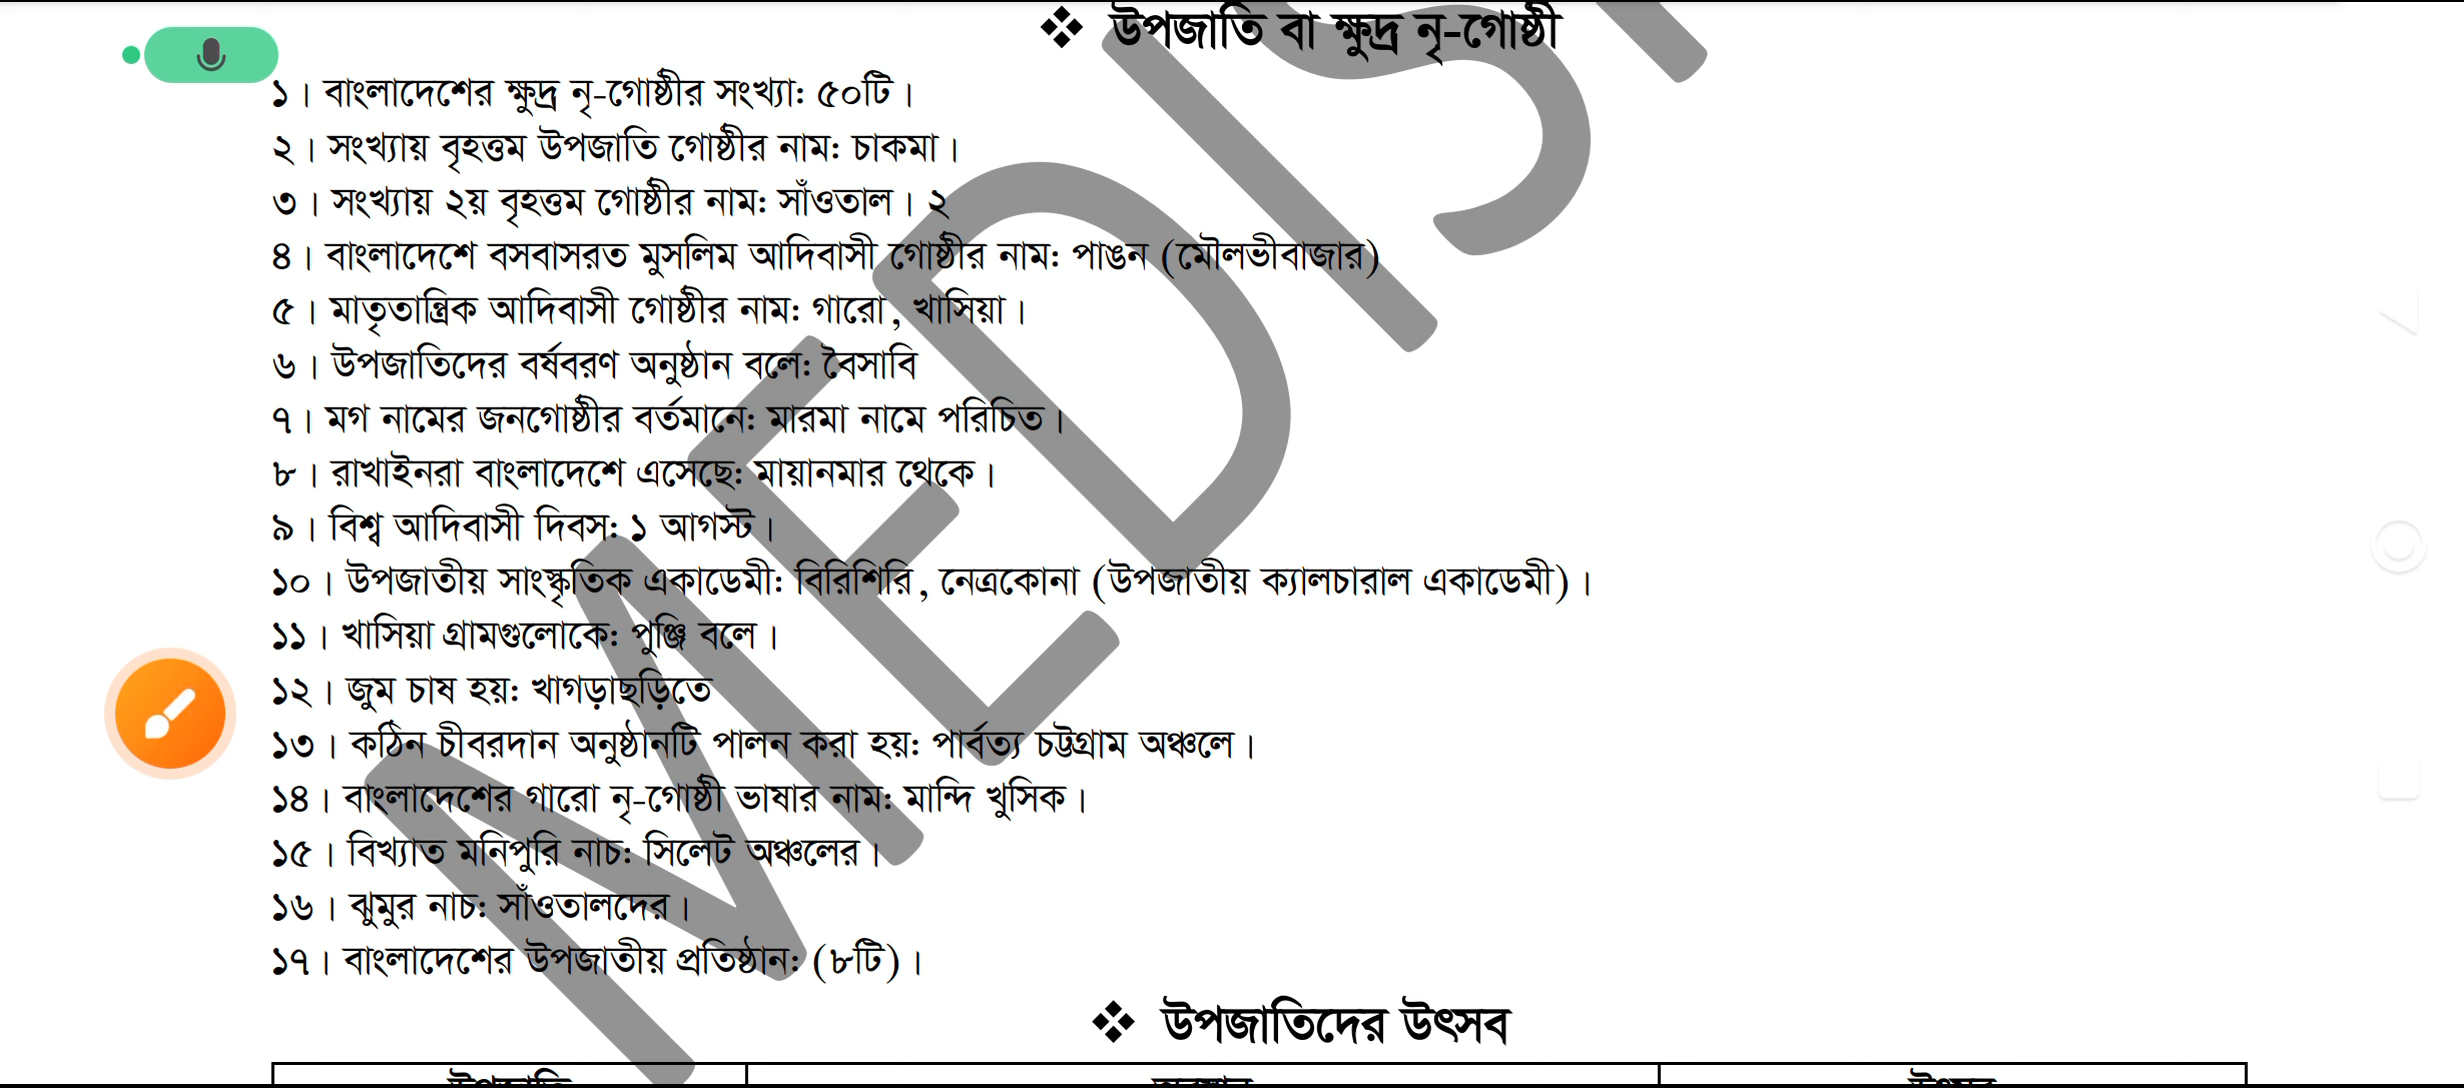 ❖ উপজাতি বা ক্ষুদ্র নৃ-গোষ্ঠী
১। বাংলাদেশের ক্ষুদ্র নৃ-গোষ্ঠীর সংখ্যা: ৫০টি।
২। সংখ্যায় বৃহত্তম উপজাতি গোষ্ঠীর নাম: চাকমা।
৩। সংখ্যায় ২য় বৃহত্তম গোষ্ঠীর নাম: সাঁওতাল। ২
৪। বাংলাদেশে বসবাসরত মুসলিম আদিবাসী গোষ্ঠীর নাম: পাঙন (মৌলভীবাজার)
৫। মাতৃতান্ত্রিক আদিবাসী গোষ্ঠীর নাম: গারো, খাসিয়া।
৬। উপজাতিদের বর্ষবরণ অনুষ্ঠান বলে: বৈসাবি
৭। মগ নামের জনগোষ্ঠীর বর্তমানে: মারমা নামে পরিচিত।
৮। রাখাইনরা বাংলাদেশে এসেছে: মায়ানমার থেকে।
৯। বিশ্ব আদিবাসী দিবস: ১ আগস্ট।
১০। উপজাতীয় সাংস্কৃতিক একাডেমী: বিরিশিরি, নেত্রকোনা (উপজাতীয় ক্যালচারাল একাডেমী)।
১১। খাসিয়া গ্রামগুলোকে: পুঞ্জি বলে।
১২। জুম চাষ হয়: খাগড়াছড়িতে
১৩। কঠিন চীবরদান অনুষ্ঠানটি পালন করা হয়: পার্বত্য চট্টগ্রাম অঞ্চলে।
১৪। বাংলাদেশের গারো নৃ-গোষ্ঠী ভাষার নাম: মান্দি খুসিক।
১৫। বিখ্যাত মনিপুরি নাচ: সিলেট অঞ্চলের।
১৬। ঝুমুর নাচ: সাঁওতালদের।
১৭। বাংলাদেশের উপজাতীয় প্রতিষ্ঠান: (৮টি)।
❖ উপজাতিদের উৎসব
MEDIS